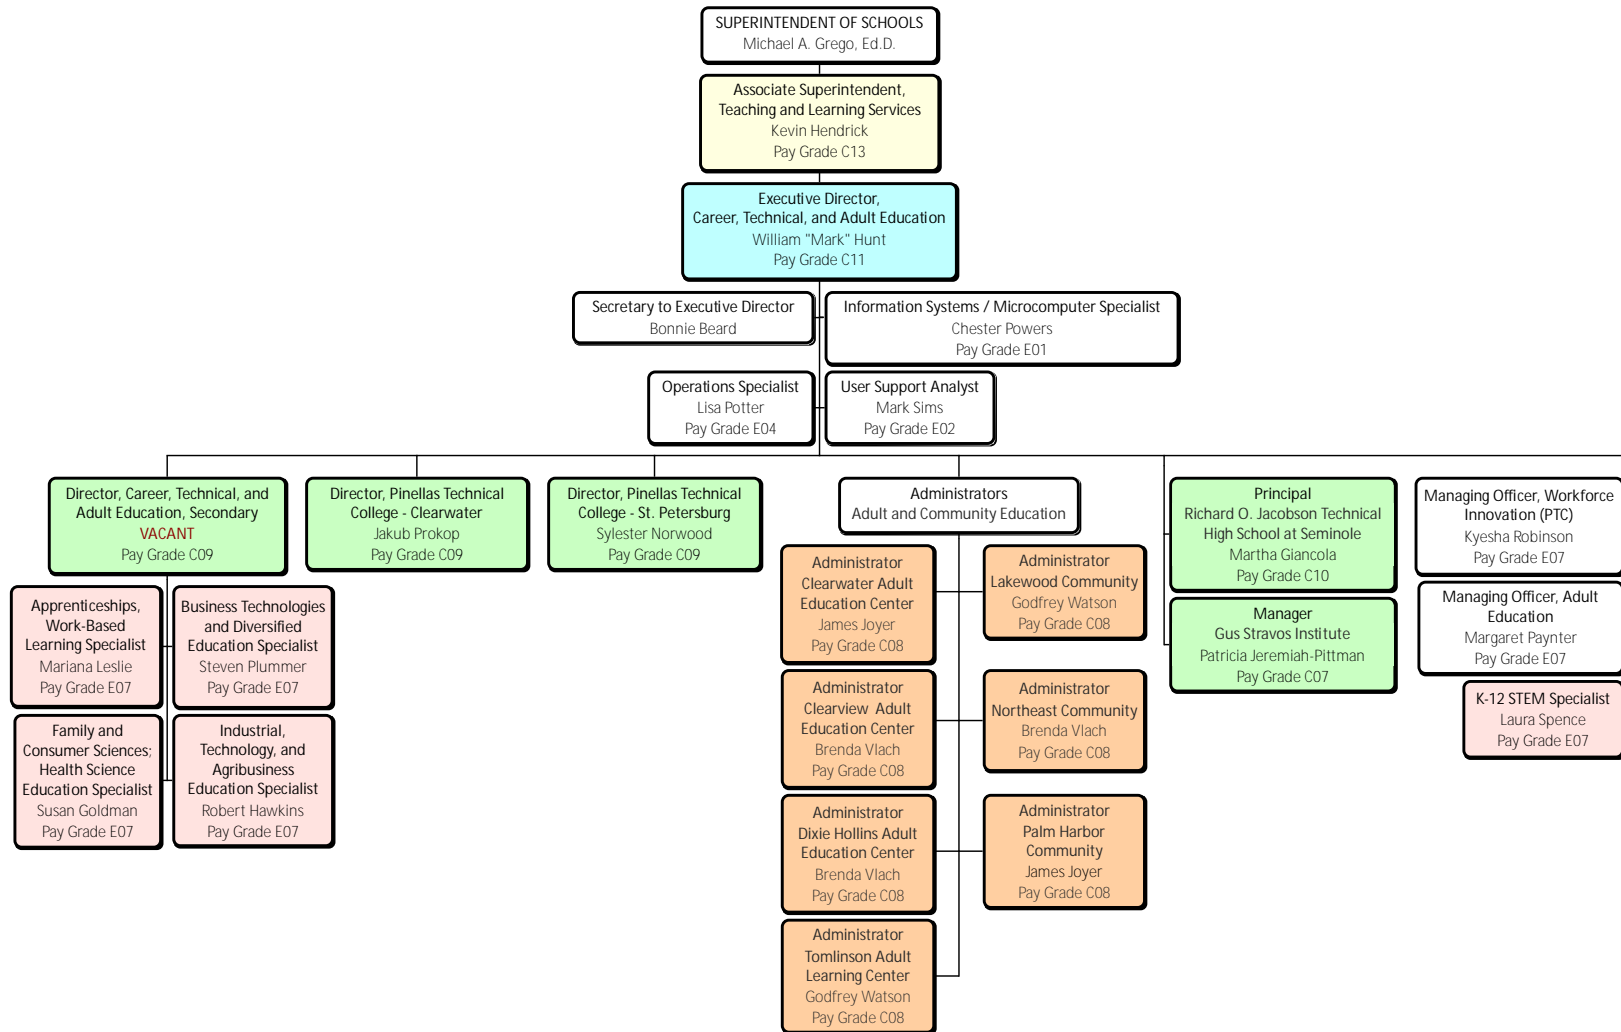 SUPERINTENDENT OF SCHOOLS
Michael A. Grego, Ed.D.
Associate Superintendent,
Teaching and Learning Services
Kevin Hendrick
Pay Grade C13
Executive Director,
Career, Technical, and Adult Education
William "Mark" Hunt
Pay Grade C11
Secretary to Executive Director
Bonnie Beard
Information Systems / Microcomputer Specialist
Chester Powers
Pay Grade E01
Operations Specialist
Lisa Potter
Pay Grade E04
User Support Analyst
Mark Sims
Pay Grade E02
Director, Career, Technical, and
Adult Education, Secondary
VACANT
Pay Grade C09
Director, Pinellas Technical
College - Clearwater
Jakub Prokop
Pay Grade C09
Director, Pinellas Technical
College - St. Petersburg
Sylester Norwood
Pay Grade C09
Administrators
Adult and Community Education
Principal
Richard O. Jacobson Technical
High School at Seminole
Martha Giancola
Pay Grade C10
Managing Officer, Workforce
Innovation (PTC)
Kyesha Robinson
Pay Grade E07
Apprenticeships,
Work-Based
Learning Specialist
Mariana Leslie
Pay Grade E07
Business Technologies
and Diversified
Education Specialist
Steven Plummer
Pay Grade E07
Family and
Consumer Sciences;
Health Science
Education Specialist
Susan Goldman
Pay Grade E07
Industrial,
Technology, and
Agribusiness
Education Specialist
Robert Hawkins
Pay Grade E07
Administrator
Clearwater Adult
Education Center
James Joyer
Pay Grade C08
Administrator
Lakewood Community
Godfrey Watson
Pay Grade C08
Administrator
Clearview Adult
Education Center
Brenda Vlach
Pay Grade C08
Administrator
Northeast Community
Brenda Vlach
Pay Grade C08
Administrator
Dixie Hollins Adult
Education Center
Brenda Vlach
Pay Grade C08
Administrator
Palm Harbor
Community
James Joyer
Pay Grade C08
Administrator
Tomlinson Adult
Learning Center
Godfrey Watson
Pay Grade C08
Manager
Gus Stravos Institute
Patricia Jeremiah-Pittman
Pay Grade C07
Managing Officer, Adult
Education
Margaret Paynter
Pay Grade E07
K-12 STEM Specialist
Laura Spence
Pay Grade E07